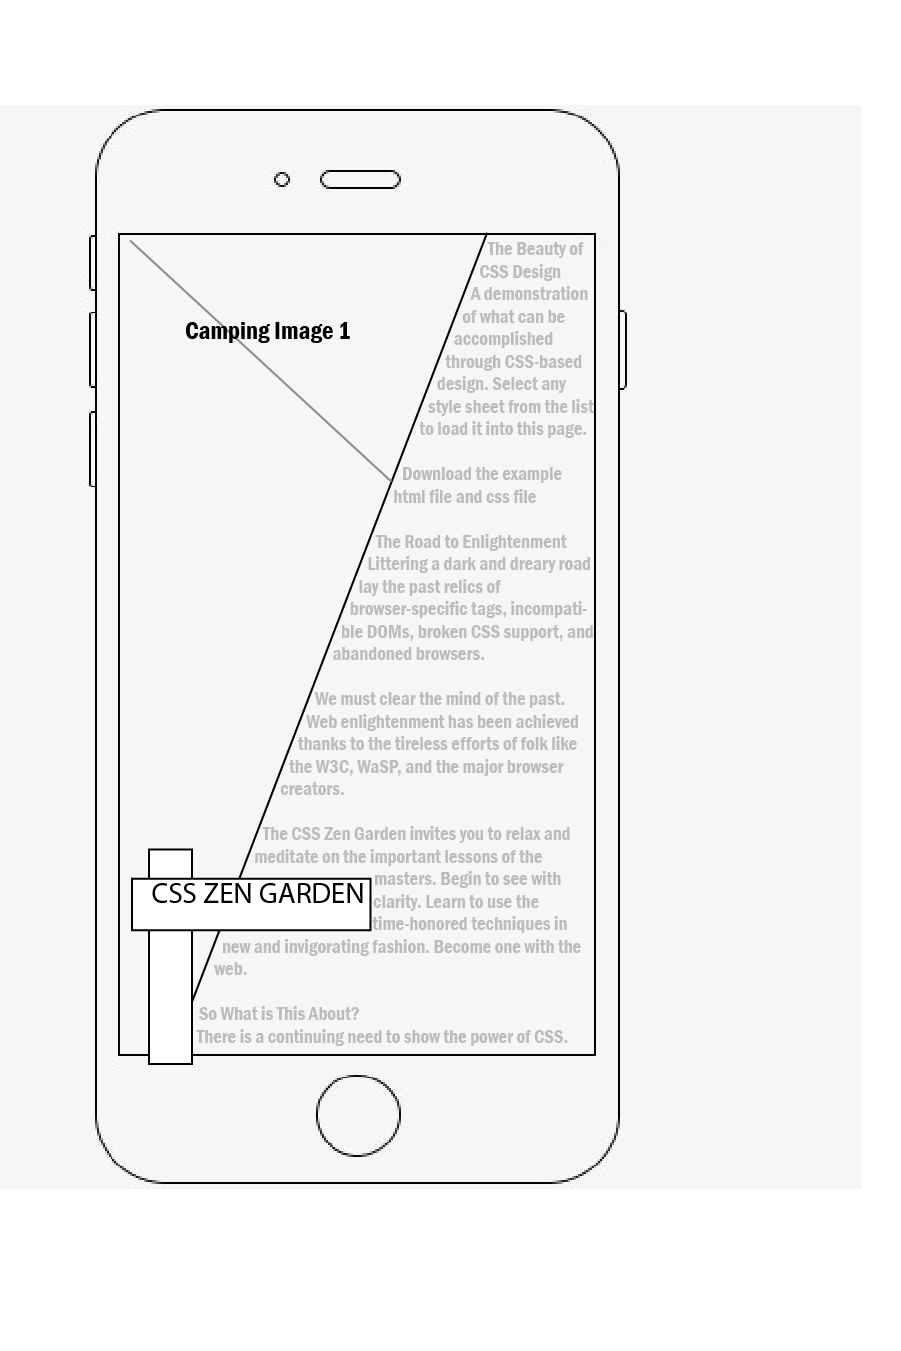 Camping Image 1
The Beauty of
CSS Design
A demonstration
of what can be
accomplished
through CSS-based
design. Select any
style sheet from the list
to load it into this page.
Download the example
html file and css file
The Road to Enlightenment
Littering a dark and dreary road
lay the past relics of
browser-specific tags, incompati-
ble DOMs, broken CSS support, and
abandoned browsers.
We must clear the mind of the past.
Web enlightenment has been achieved
thanks to the tireless efforts of folk like
the W3C, WaSP, and the major browser
creators.
The CSS Zen Garden invites you to relax and
meditate on the important lessons of the
masters. Begin to see with
clarity. Learn to use the
time-honored techniques in
new and invigorating fashion. Become one with the
web.
CSS ZEN GARDEN
So What is This About?
There is a continuing need to show the power of CSS.